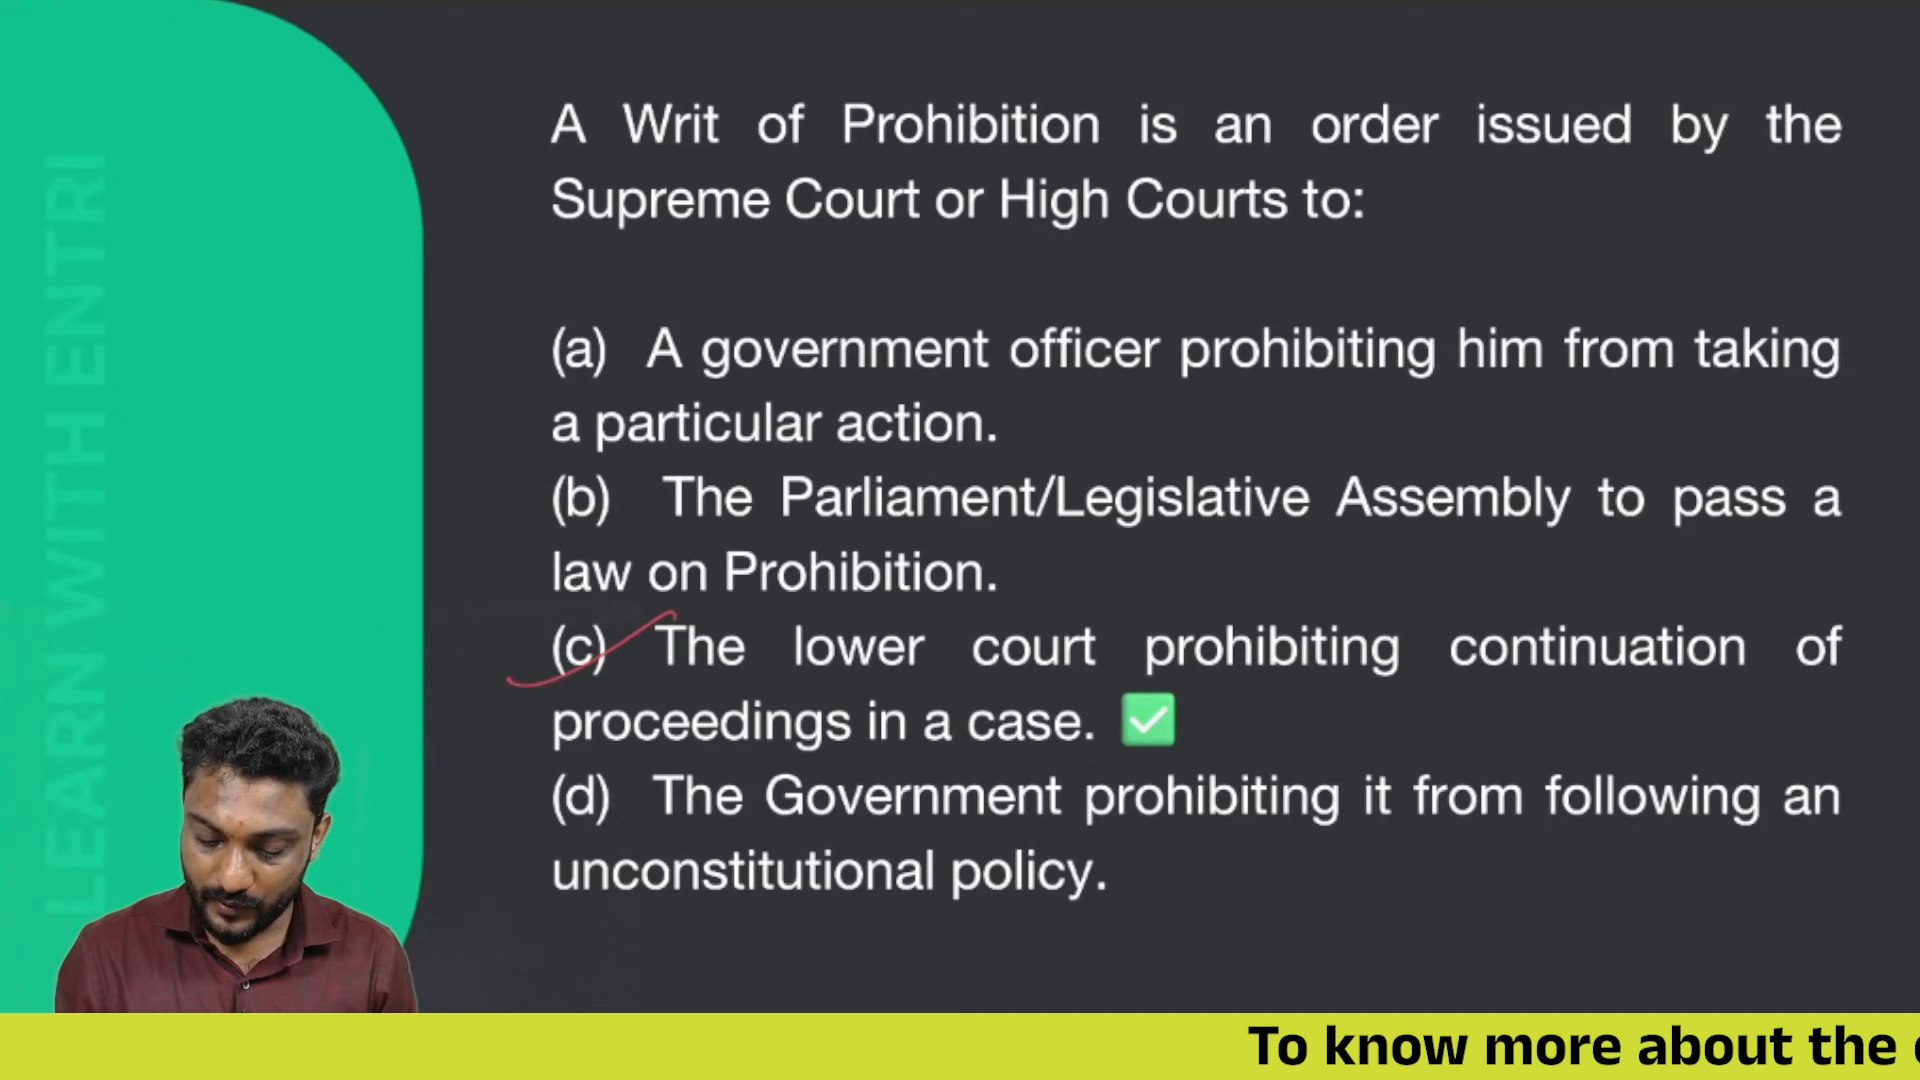 LEARN WITH ENTRI
A Writ of Prohibition is an order issued by the
Supreme Court or High Courts to:
(a) A government officer prohibiting him from taking
a particular action.
(b) The Parliament/Legislative Assembly to pass a
law on Prohibition.
(c) The lower court prohibiting continuation of
proceedings in a case. ✅
(d) The Government prohibiting it from following an
unconstitutional policy.
To know more about the